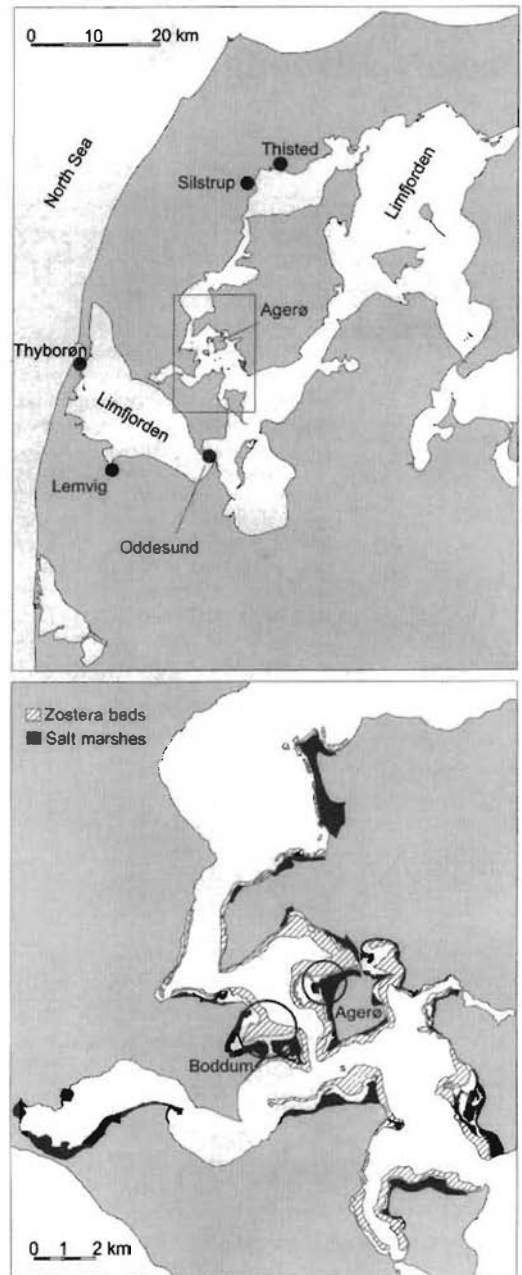 0 10 20 km
North Sea
Thisted
Silstrup
Limfjorden
Agerø
Thyborøn
Limfjorden
Lemvig
Oddesund
Zostera beds
Salt marshes
Agerø
Boddum
0 1 2 km